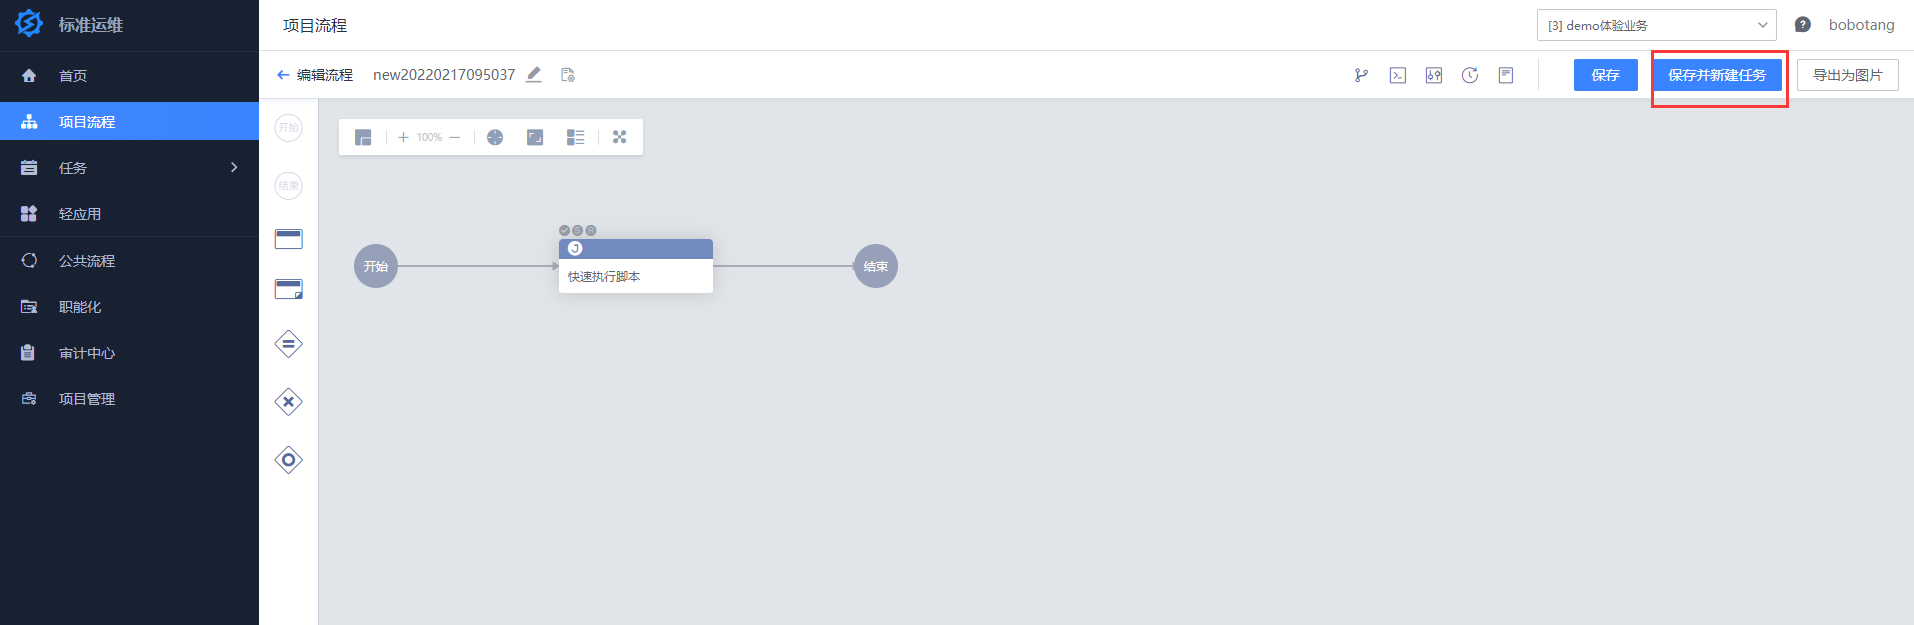 标准运维
项目流程
[3] demo体验业务
bobotang
首页
项目流程
任务
轻应用
公共流程
职能化
审计中心
项目管理
编辑流程 new20220217095037
保存
保存并新建任务
导出为图片
开始
结束
100%
开始
J
快速执行脚本
结束